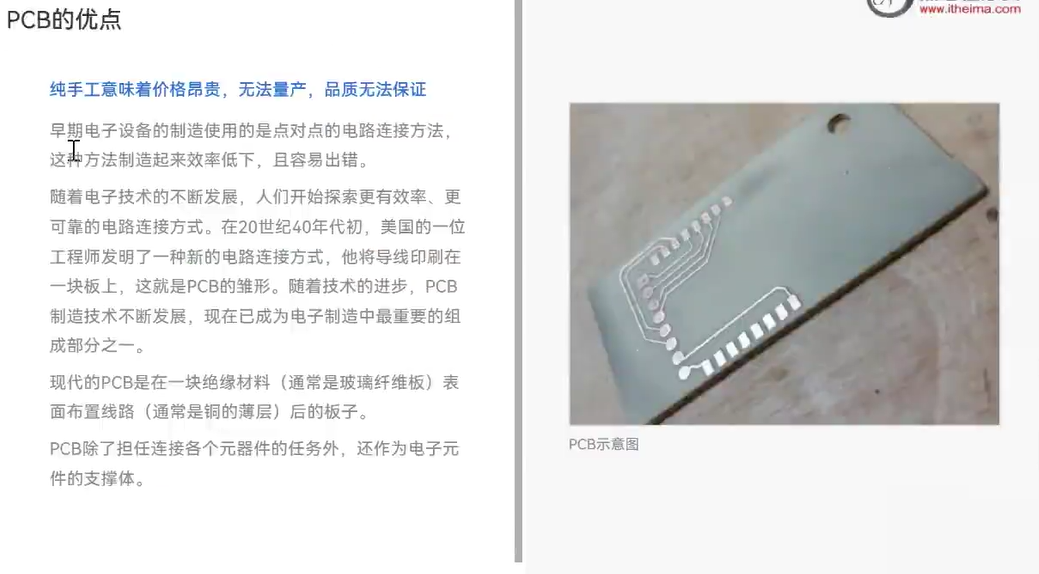 PCB的优点
纯手工意味着价格昂贵，无法量产，品质无法保证
早期电子设备的制造使用的是点对点的电路连接方法，
这种方法制造起来效率低下，且容易出错。
随着电子技术的不断发展，人们开始探索更有效率、更
可靠的电路连接方式。在20世纪40年代初，美国的一位
工程师发明了一种新的电路连接方式，他将导线印刷在
一块板上，这就是PCB的雏形。随着技术的进步，PCB
制造技术不断发展，现在已成为电子制造中最重要的组
成部分之一。
现代的PCB是在一块绝缘材料（通常是玻璃纤维板）表
面布置线路（通常是铜的薄层）后的板子。
PCB除了担任连接各个元器件的任务外，还作为电子元
件的支撑体。
www.itheima.com
PCB示意图